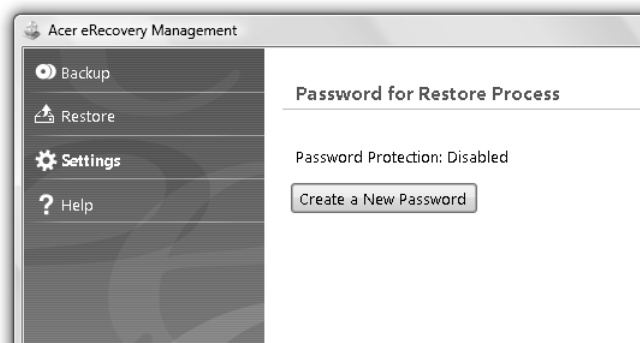 Acer eRecovery Management
Backup
Restore
Settings
? Help
Password for Restore Process
Password Protection: Disabled
Create a New Password